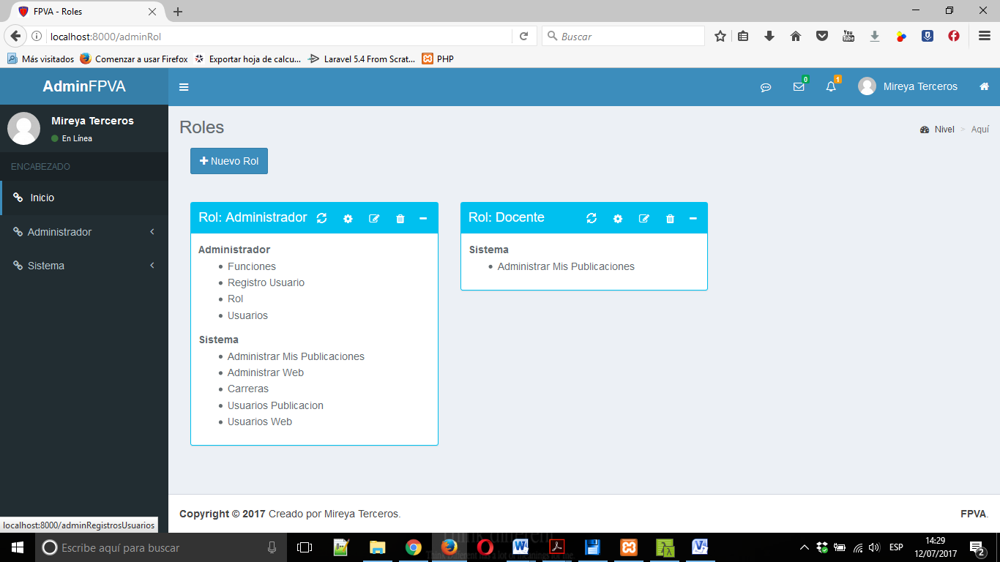 FPVA - Roles
localhost:8000/adminRol
Buscar
You Tube
Más visitados
Comenzar a usar Firefox
Exportar hoja de calcu...
Laravel 5.4 From Scrat...
PHP
AdminFPVA
0
1
Mireya Terceros
Mireya Terceros
En Línea
Roles
Nivel > Aquí
Nuevo Rol
ENCABEZADO
Inicio
Administrador
Sistema
Rol: Administrador
Administrador
Funciones
Registro Usuario
Rol
Usuarios
Sistema
Administrar Mis Publicaciones
Administrar Web
Carreras
Usuarios Publicacion
Usuarios Web
Rol: Docente
Sistema
Administrar Mis Publicaciones
Copyright © 2017 Creado por Mireya Terceros.
FPVA.
localhost:8000/adminRegistrosUsuarios
Escribe aquí para buscar
ESP
14:29
12/07/2017
2